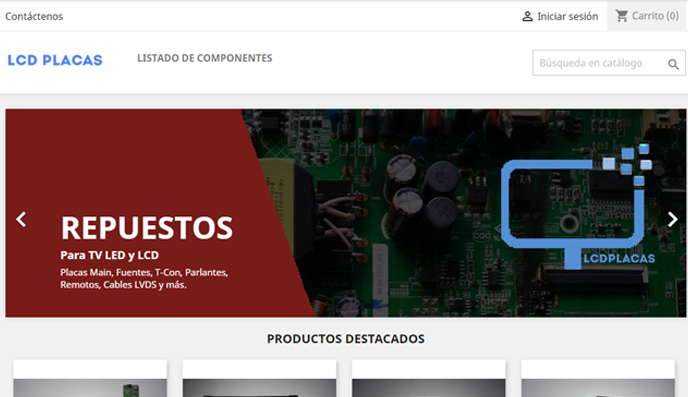 Contáctenos
Iniciar sesión
Carrito (0)
LCD PLACAS
LISTADO DE COMPONENTES
Búsqueda en catálogo
REPUESTOS
Para TV LED y LCD
Placas Main, Fuentes, T-Con, Parlantes,
Remotos, Cables LVDS y más.
LCDPLACAS
PRODUCTOS DESTACADOS